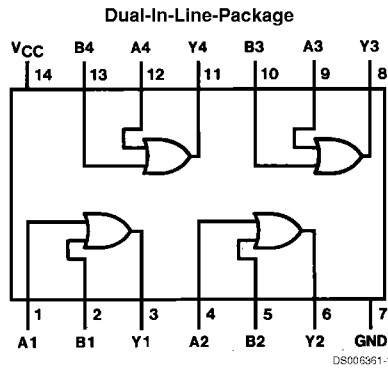 Dual-In-Line-Package
VCC B4 A4 Y4 B3 A3 Y3
14 13 12 11 10 9 8
1 2 3 4 5 6 7
A1 B1 Y1 A2 B2 Y2 GND
DS006361-